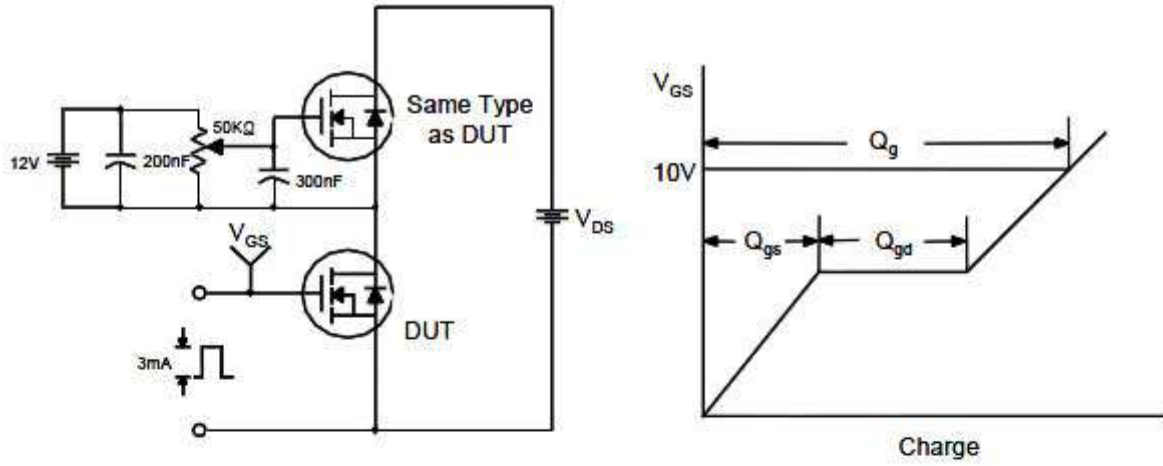 12V
200nF
50KΩ
300nF
Same Type
as DUT
V_GS
DUT
3mA
V_DS
V_GS
10V
Q_g
Q_gs
Q_gd
Charge